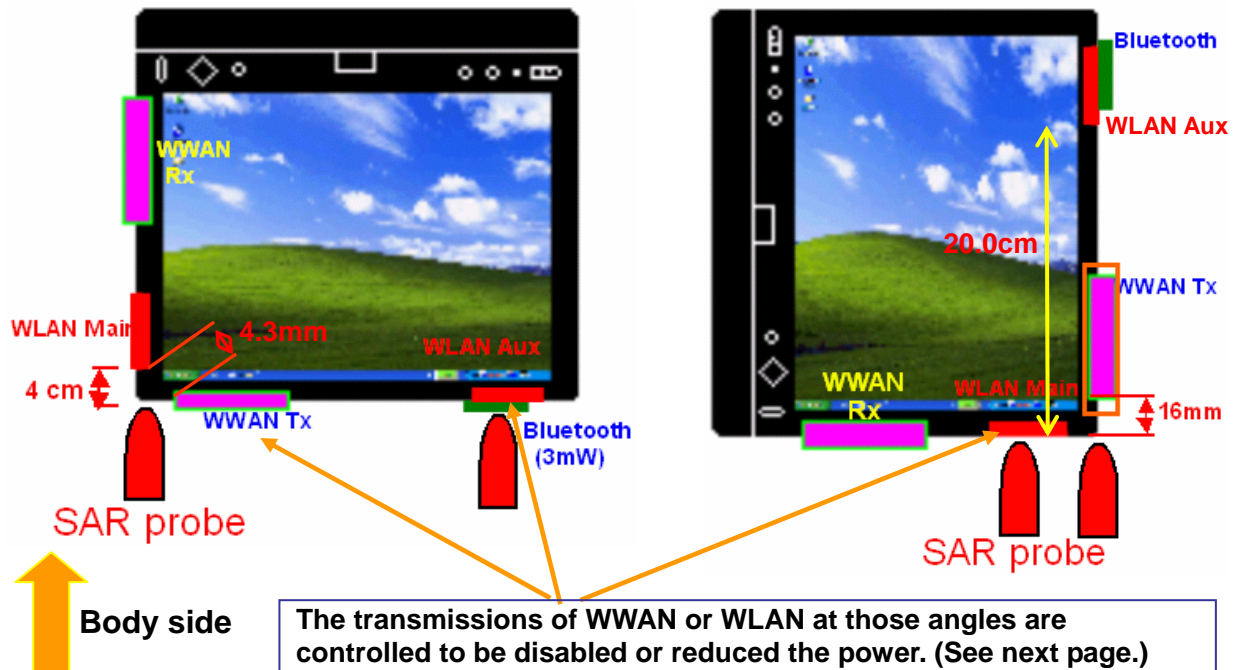 WWAN
Rx
WLAN Main
4.3mm
WLAN Aux
4 cm
WWAN Tx
Bluetooth
(3mW)
SAR probe
Bluetooth
WLAN Aux
20.0cm
WWAN Tx
WWAN
Rx
WLAN Main
16mm
SAR probe
Body side
The transmissions of WWAN or WLAN at those angles are
controlled to be disabled or reduced the power. (See next page.)